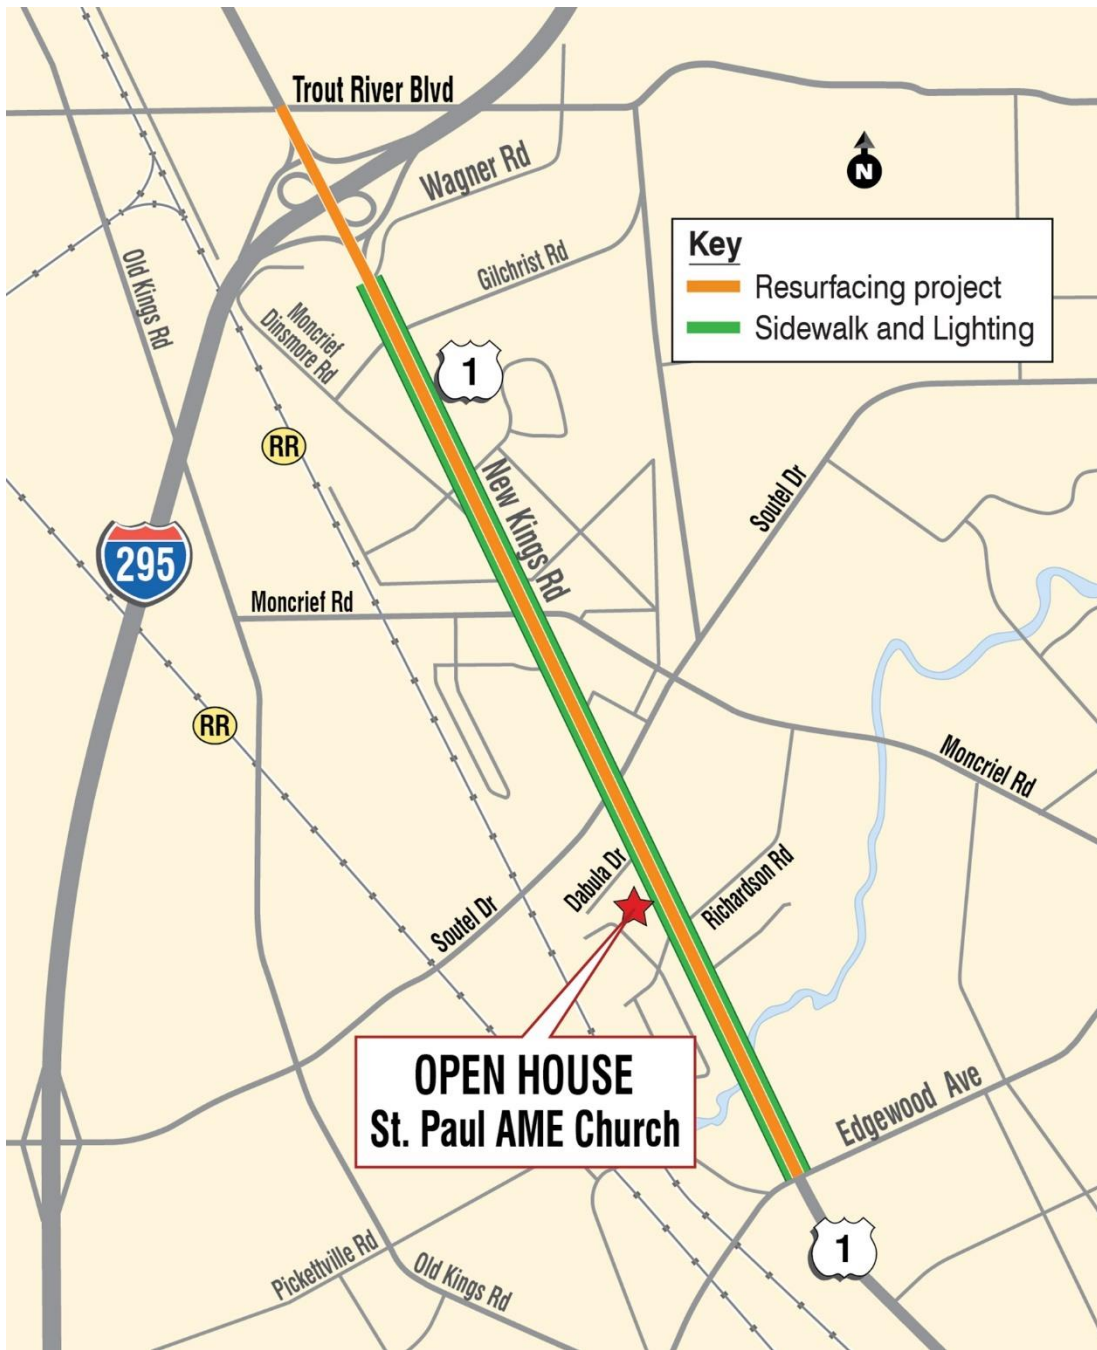 Trout River Blvd
Wagner Rd
N
Key
Resurfacing project
Sidewalk and Lighting
Old Kings Rd
Gilchrist Rd
Moncrief
Dinsmore Rd
1
RR
New Kings Rd
Soutel Dr
295
Moncrief Rd
RR
Moncriel Rd
Dabula Dr
Richardson Rd
Soutel Dr
OPEN HOUSE
St. Paul AME Church
Edgewood Ave
1
Pickettville Rd
Old Kings Rd